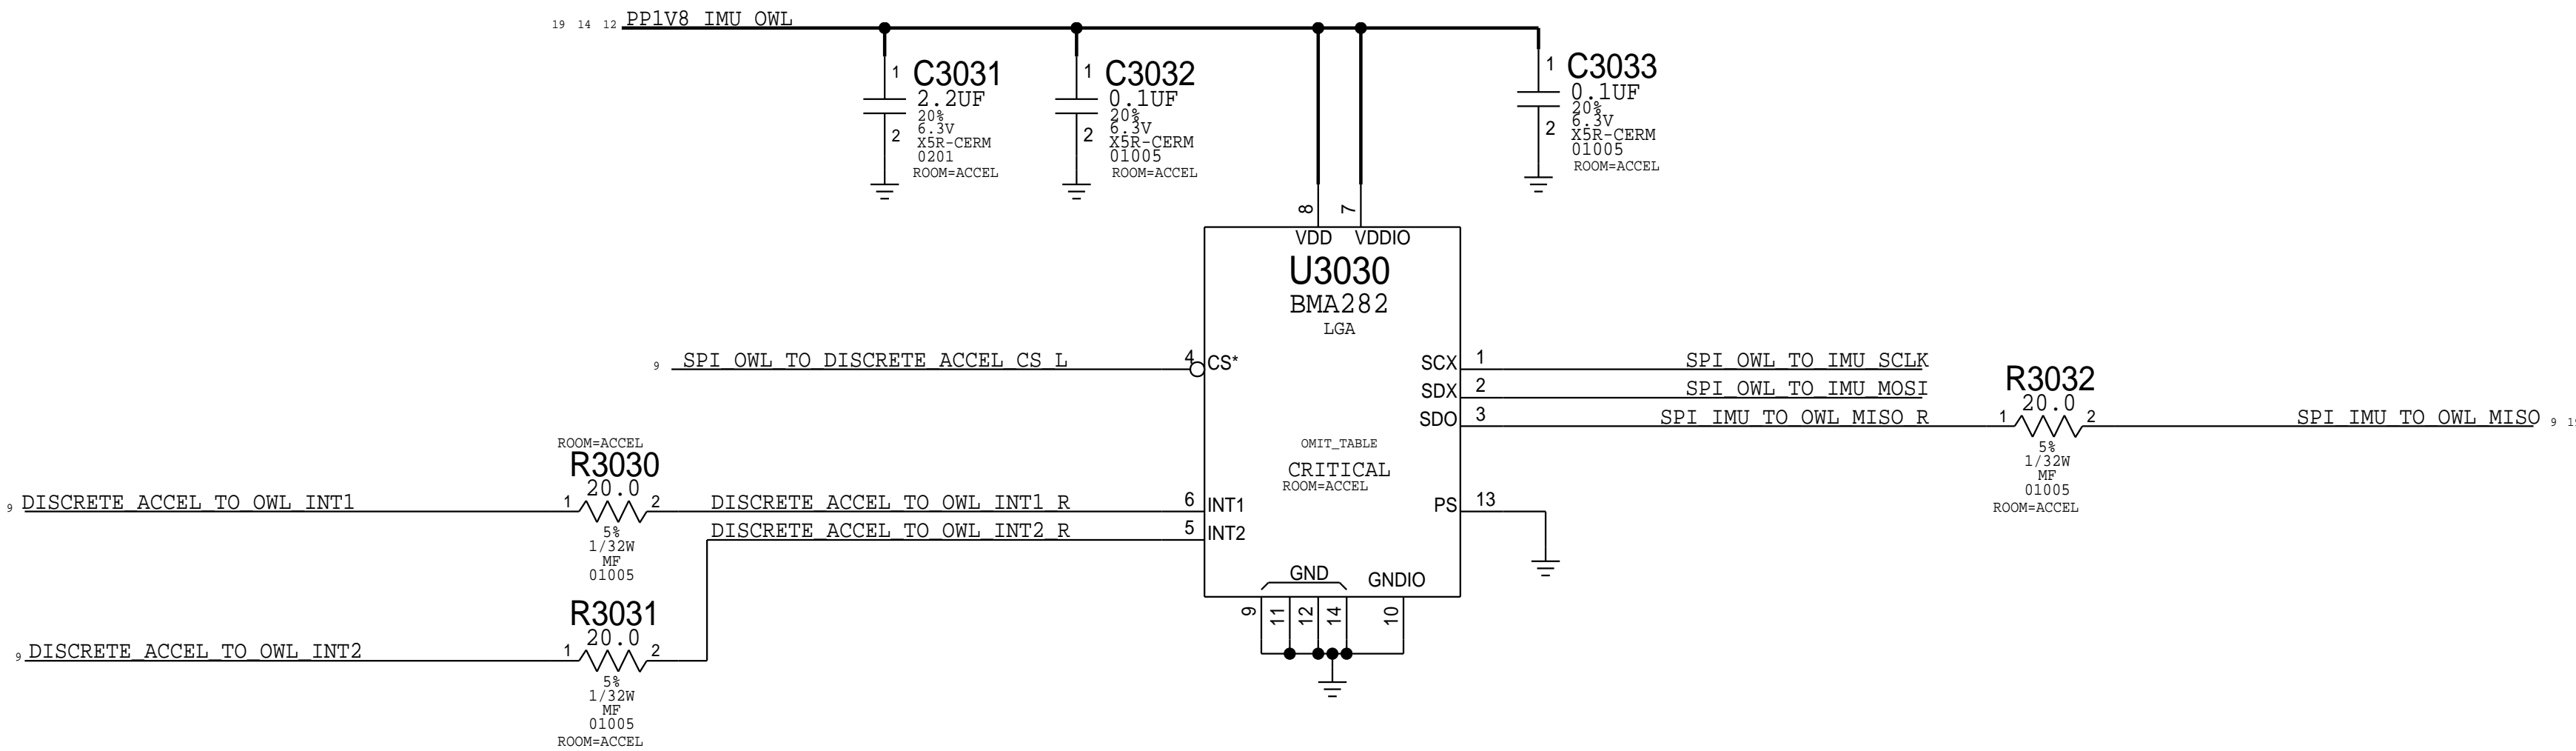 19 14 12 PP1V8_IMU_OWL
1 C3031
2.2UF
20%
6.3V
2 X5R-CERM
0201
ROOM=ACCEL
1 C3032
0.1UF
20%
6.3V
2 X5R-CERM
01005
ROOM=ACCEL
1 C3033
0.1UF
20%
6.3V
2 X5R-CERM
01005
ROOM=ACCEL
8 7
VDD VDDIO
U3030
BMA282
LGA
9 SPI_OWL_TO_DISCRETE_ACCEL_CS_L 4 CS*
SCX 1 SPI_OWL_TO_IMU_SCLK
SDX 2 SPI_OWL_TO_IMU_MOSI
SDO 3 SPI_IMU_TO_OWL_MISO_R
R3032
20.0
1 2
5%
1/32W
MF
01005
ROOM=ACCEL
SPI_IMU_TO_OWL_MISO 9
OMIT_TABLE
CRITICAL
ROOM=ACCEL
PS 13
ROOM=ACCEL
R3030
20.0
9 DISCRETE_ACCEL_TO_OWL_INT1 1 2 DISCRETE_ACCEL_TO_OWL_INT1_R 6 INT1
5%
1/32W
MF
01005
DISCRETE_ACCEL_TO_OWL_INT2_R 5 INT2
GND GNDIO
9 11 12 14 10
R3031
20.0
9 DISCRETE_ACCEL_TO_OWL_INT2 1 2
5%
1/32W
MF
01005
ROOM=ACCEL